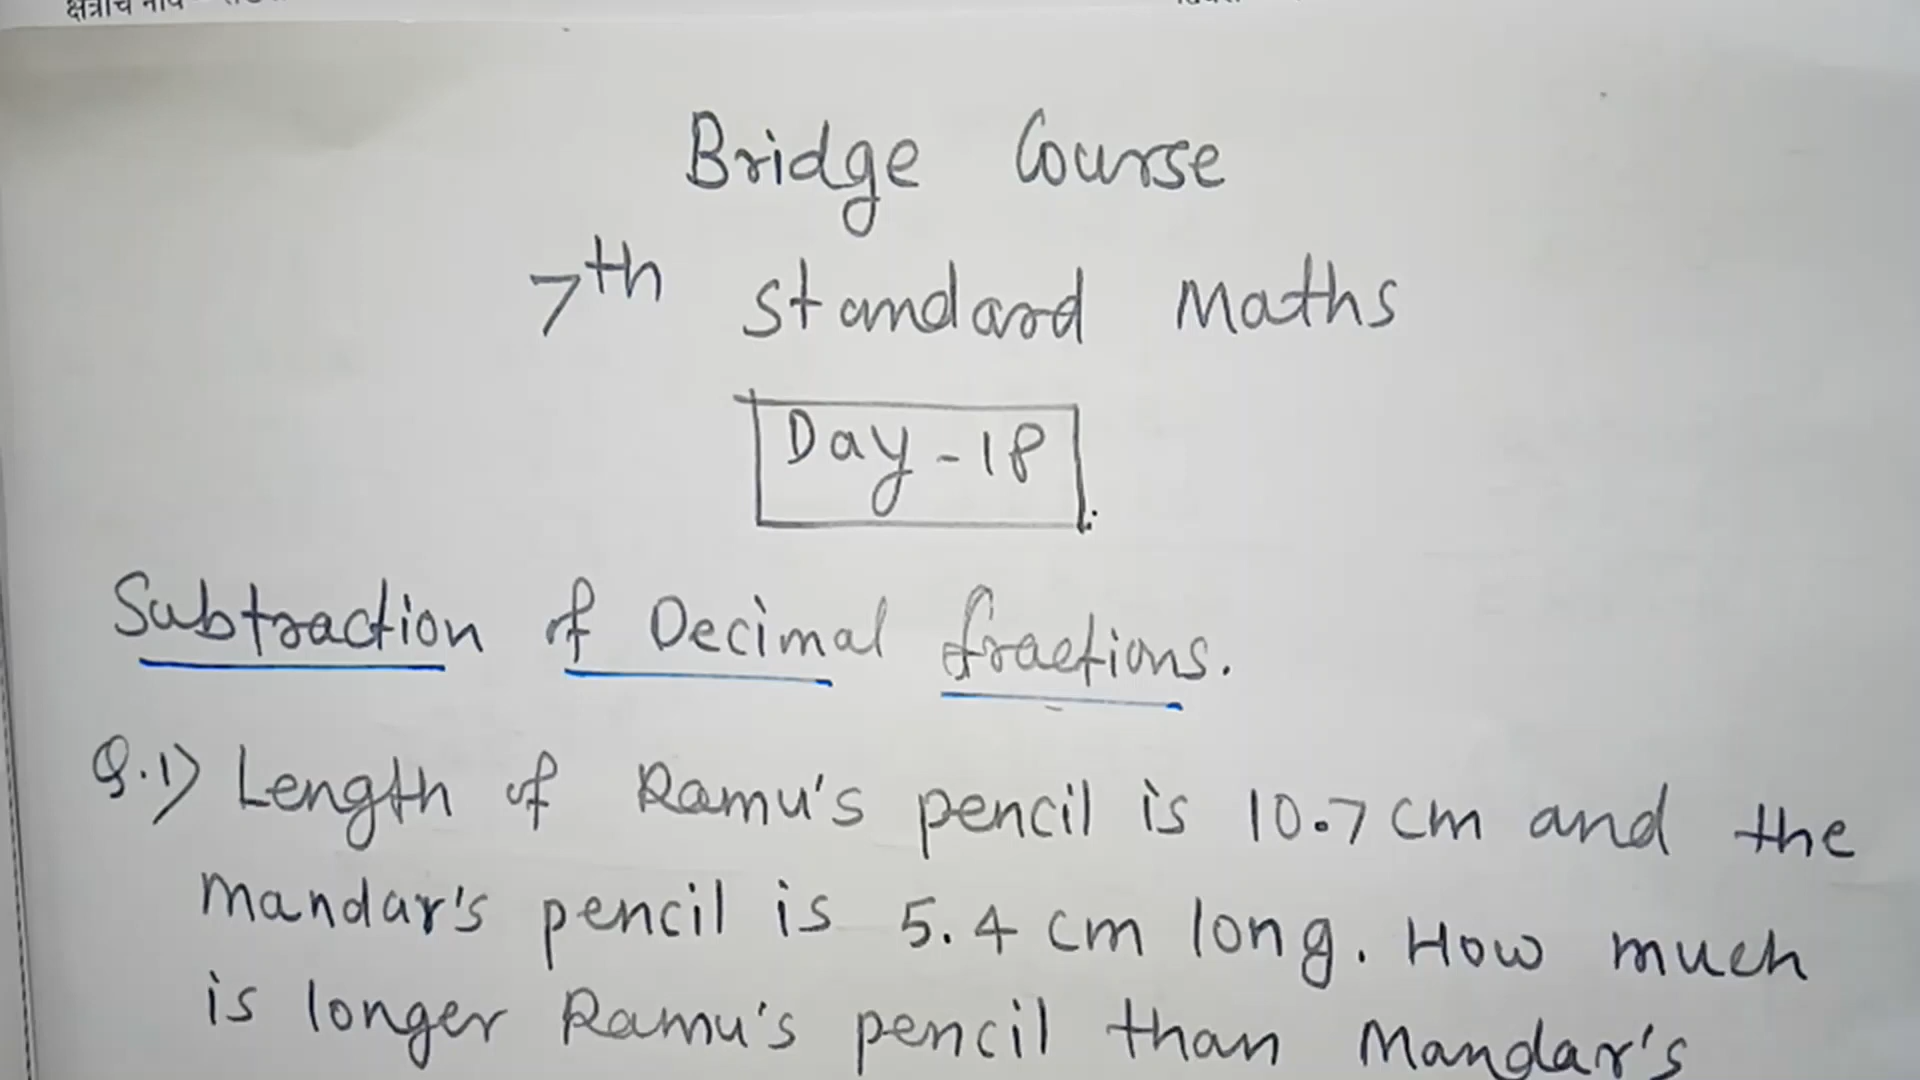 क्षेत्राचे नाव
Bridge Course
7th standard Maths
Day-18
Subtraction of Decimal fractions.
Q.1) Length of Ramu's pencil is 10.7 cm and the
Mandar's pencil is 5.4 cm long. How much
is longer Ramu's pencil than Mandar's